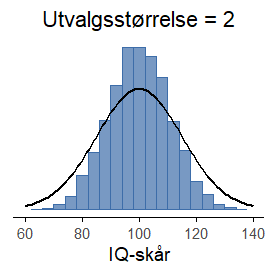 Utvalgsstørrelse = 2
60 80 100 120 140
IQ-skår